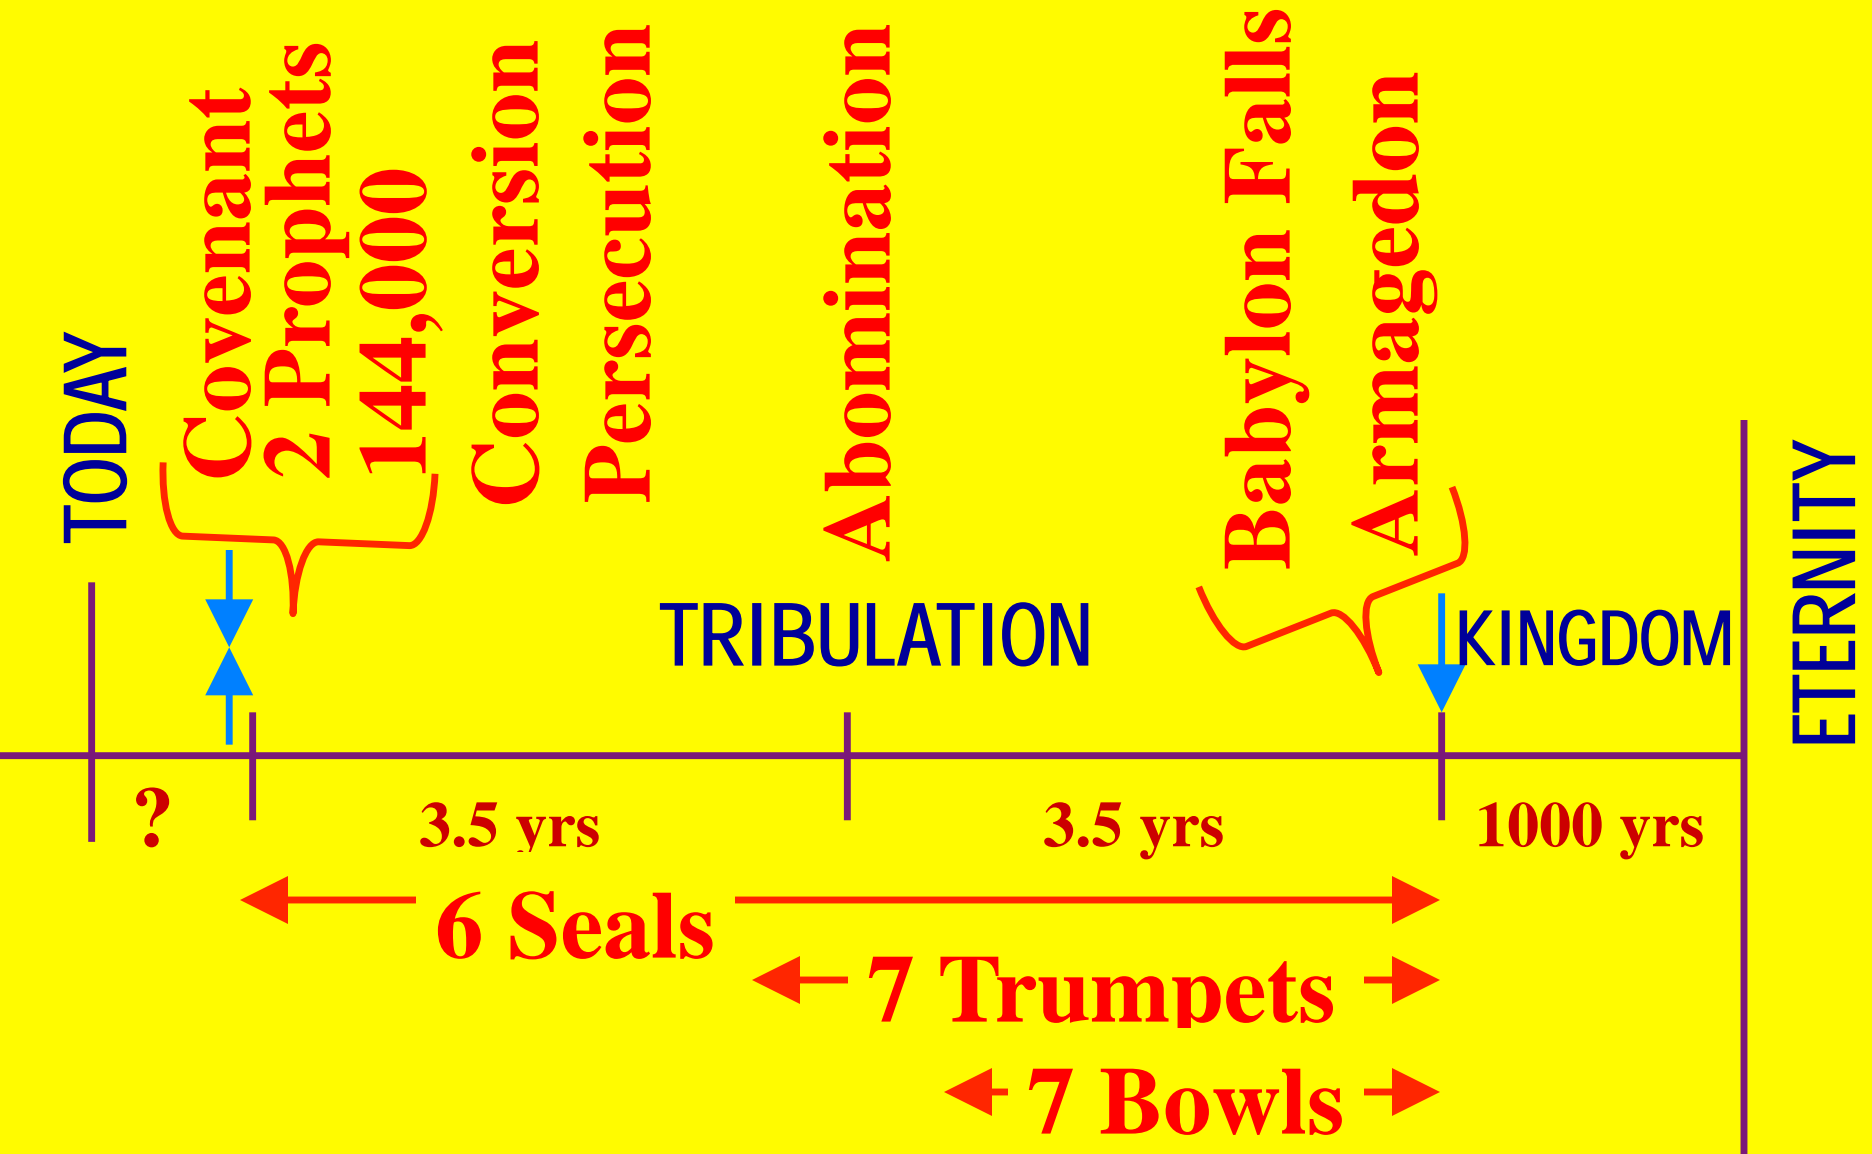 TODAY
Covenant
2 Prophets
144,000
Conversion
Persecution
Abomination
Babylon Falls
Armagedon
TRIBULATION
KINGDOM
ETERNITY
?
3.5 yrs
3.5 yrs
1000 yrs
6 Seals
7 Trumpets
7 Bowls